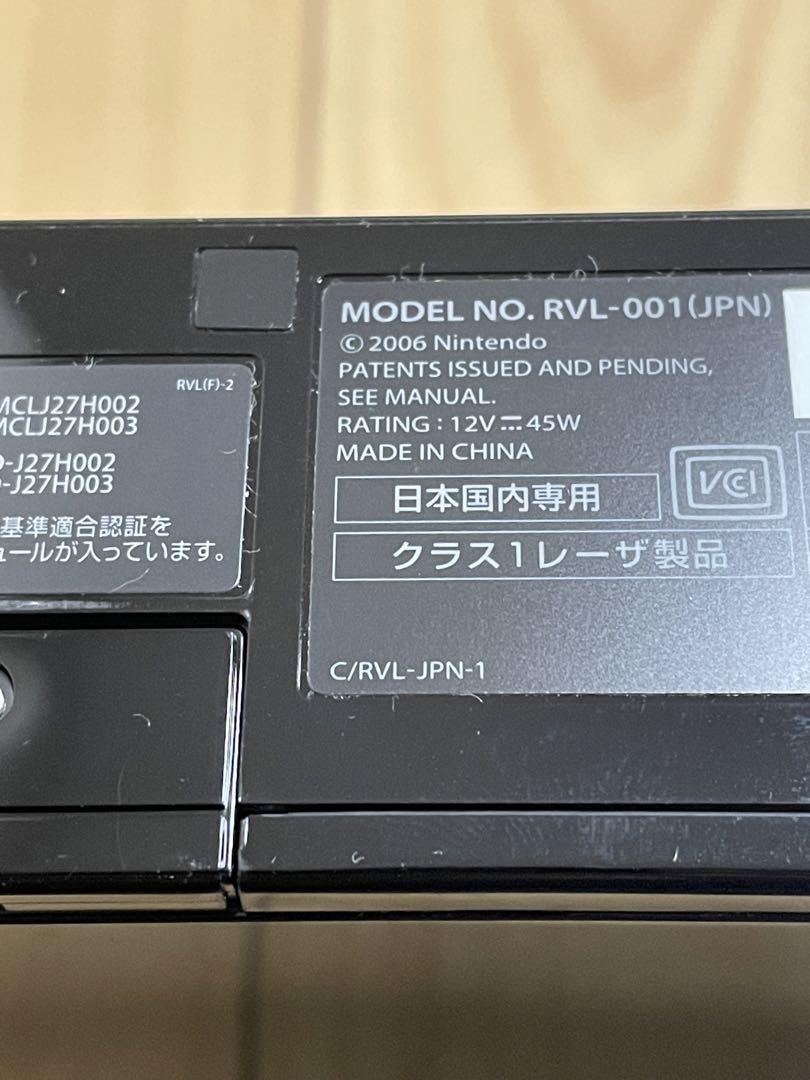 RVL(F)-2
MCLJ27H002
MCLJ27H003
D-J27H002
D-J27H003
基準適合認証を
ュールが入っています。
MODEL NO. RVL-001(JPN)
© 2006 Nintendo
PATENTS ISSUED AND PENDING,
SEE MANUAL.
RATING : 12V⎓45W
MADE IN CHINA
日本国内専用
VCI
クラス1レーザ製品
C/RVL-JPN-1